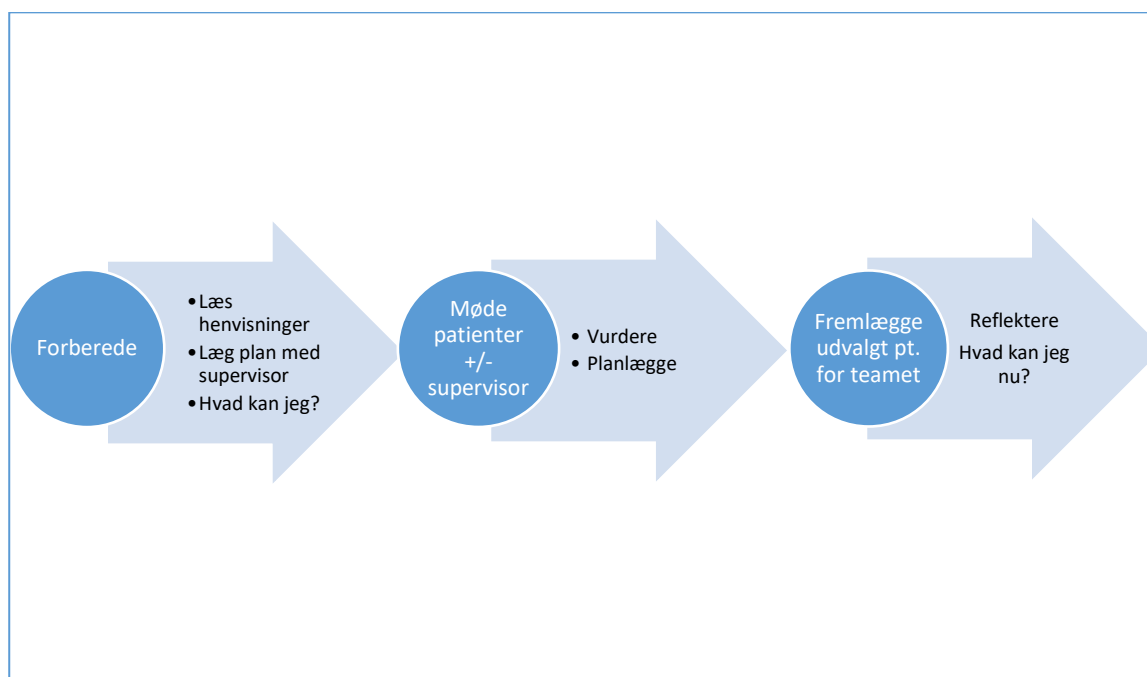 Forberede
•Læs
henvisninger
•Læg plan med
supervisor
•Hvad kan jeg?
Møde
patienter
+/-
supervisor
• Vurdere
• Planlægge
Fremlægge
udvalgt pt.
for teamet
Reflektere
Hvad kan jeg
nu?